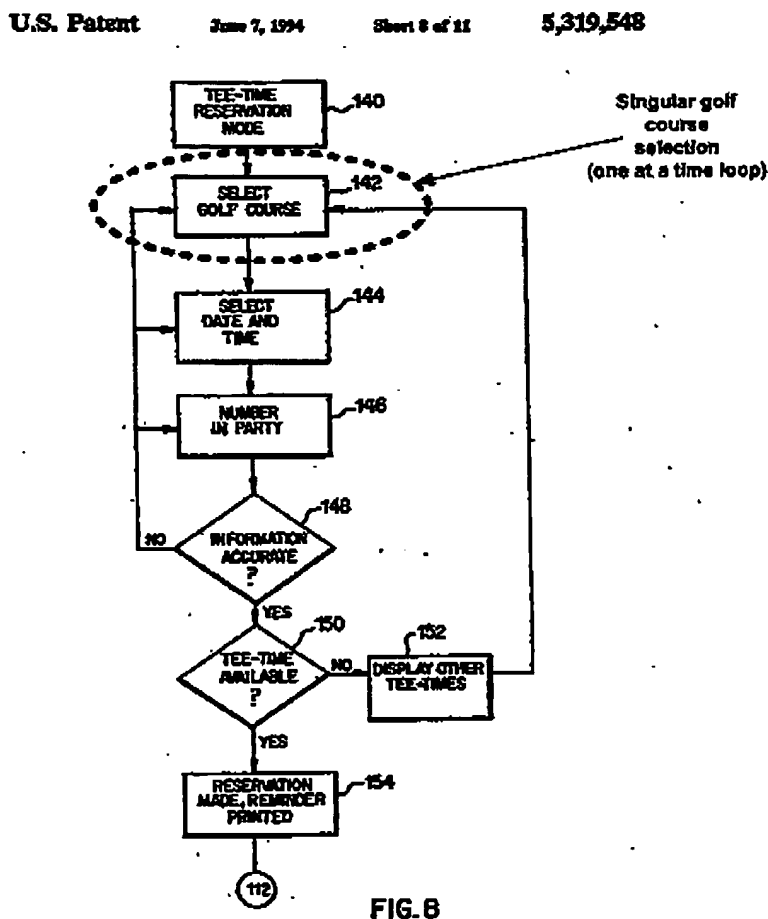 U.S. Patent June 7, 1994 Sheet 8 of 11 5,319,548
TEE-TIME
RESERVATION
MODE
140
Singular golf
course
selection
(one at a time loop)
SELECT
GOLF COURSE
142
SELECT
DATE AND
TIME
144
NUMBER
IN PARTY
146
INFORMATION
ACCURATE
?
148
NO
YES
TEE-TIME
AVAILABLE
?
150
NO
152
DISPLAY OTHER
TEE-TIMES
YES
RESERVATION
MADE, REMINDER
PRINTED
154
112
FIG. 8